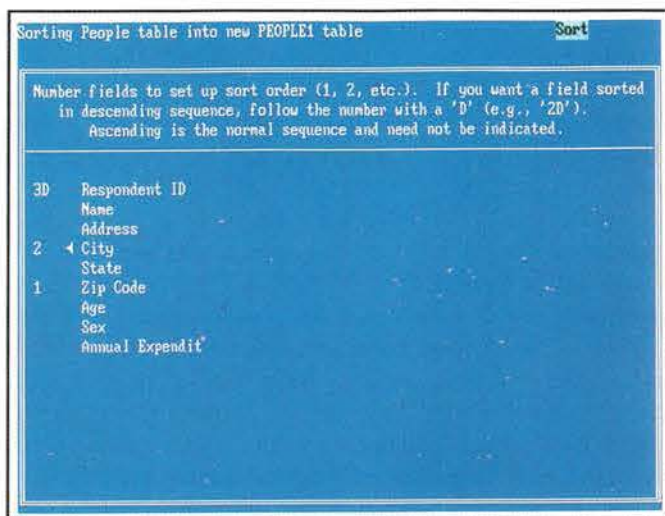 Sorting People table into new PEOPLE1 table Sort
Number fields to set up sort order (1, 2, etc.). If you want a field sorted
in descending sequence, follow the number with a 'D' (e.g., '2D').
Ascending is the normal sequence and need not be indicated.
3D Respondent ID
Name
Address
2 ◄ City
State
1 Zip Code
Age
Sex
Annual Expendit